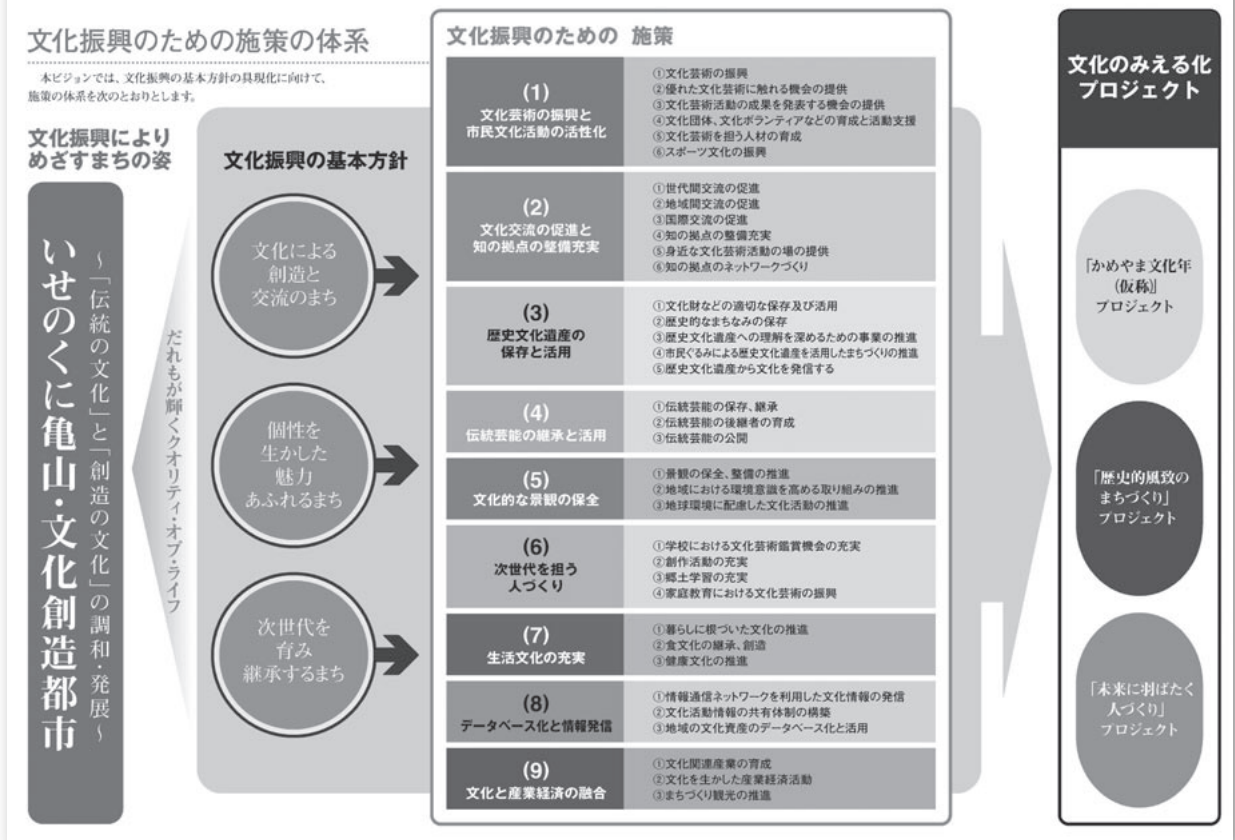 文化振興のための施策の体系
本ビジョンでは、文化振興の基本方針の具現化に向けて、
施策の体系を次のとおりとします。
文化振興により
めざすまちの姿
いせのくに亀山・文化創造都市
～「伝統の文化」と「創造の文化」の調和・発展～
だれもが輝くクオリティ・オブ・ライフ
文化振興の基本方針
文化による
創造と
交流のまち
個性を
生かした
魅力
あふれるまち
次世代を
育み
継承するまち
文化振興のための 施策
(1)
文化芸術の振興と
市民文化活動の活性化
①文化芸術の振興
②優れた文化芸術に触れる機会の提供
③文化芸術活動の成果を発表する機会の提供
④文化団体、文化ボランティアなどの育成と活動支援
⑤文化芸術を担う人材の育成
⑥スポーツ文化の振興
(2)
文化交流の促進と
知の拠点の整備充実
①世代間交流の促進
②地域間交流の促進
③国際交流の促進
④知の拠点の整備充実
⑤身近な文化芸術活動の場の提供
⑥知の拠点のネットワークづくり
(3)
歴史文化遺産の
保存と活用
①文化財などの適切な保存及び活用
②歴史的なまちなみの保存
③歴史文化遺産への理解を深めるための事業の推進
④市民ぐるみによる歴史文化遺産を活用したまちづくりの推進
⑤歴史文化遺産から文化を発信する
(4)
伝統芸能の継承と活用
①伝統芸能の保存、継承
②伝統芸能の後継者の育成
③伝統芸能の公開
(5)
文化的な景観の保全
①景観の保全、整備の推進
②地域における環境意識を高める取り組みの推進
③地球環境に配慮した文化活動の推進
(6)
次世代を担う
人づくり
①学校における文化芸術鑑賞機会の充実
②創作活動の充実
③郷土学習の充実
④家庭教育における文化芸術の振興
(7)
生活文化の充実
①暮らしに根づいた文化の推進
②食文化の継承、創造
③健康文化の推進
(8)
データベース化と情報発信
①情報通信ネットワークを利用した文化情報の発信
②文化活動情報の共有体制の構築
③地域の文化資産のデータベース化と活用
(9)
文化と産業経済の融合
①文化関連産業の育成
②文化を生かした産業経済活動
③まちづくり観光の推進
文化のみえる化
プロジェクト
「かめやま文化年
(仮称)」
プロジェクト
「歴史的風致の
まちづくり」
プロジェクト
「未来に羽ばたく
人づくり」
プロジェクト